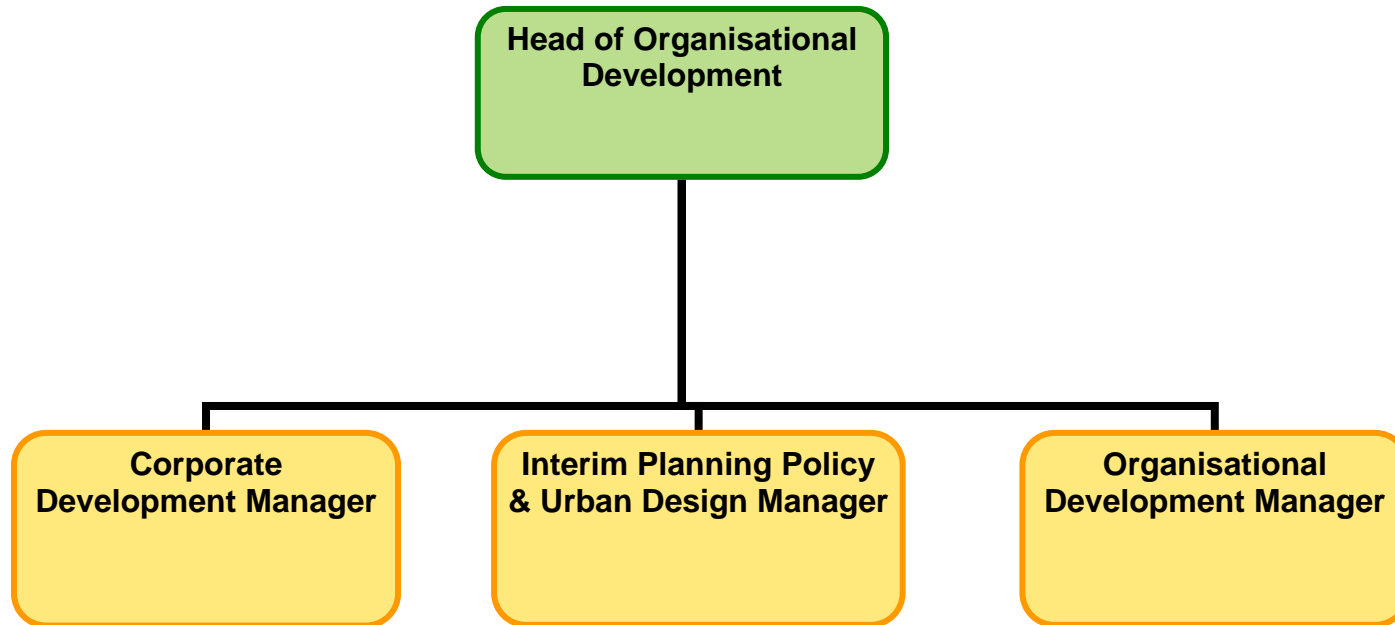 Head of Organisational
Development
Corporate
Development Manager
Interim Planning Policy
& Urban Design Manager
Organisational
Development Manager